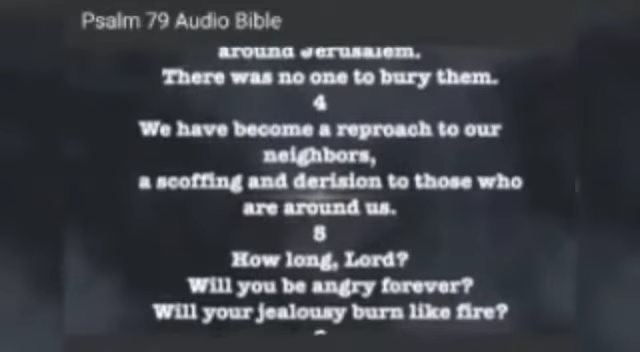 Psalm 79 Audio Bible
around Jerusalem.
There was no one to bury them.
4
We have become a reproach to our
neighbors,
a scoffing and derision to those who
are around us.
5
How long, Lord?
Will you be angry forever?
Will your jealousy burn like fire?